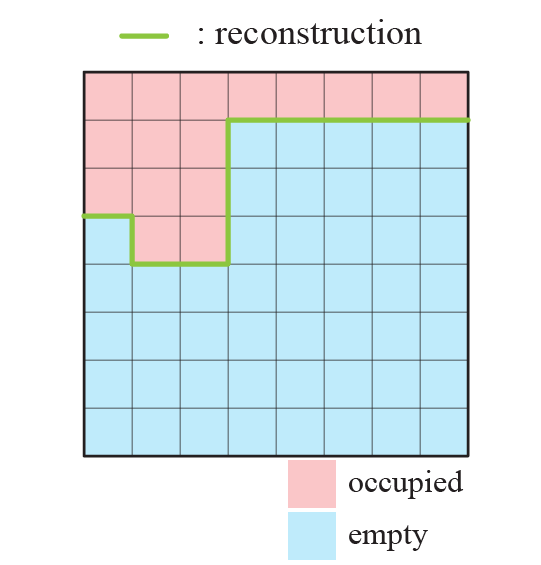 : reconstruction
occupied
empty